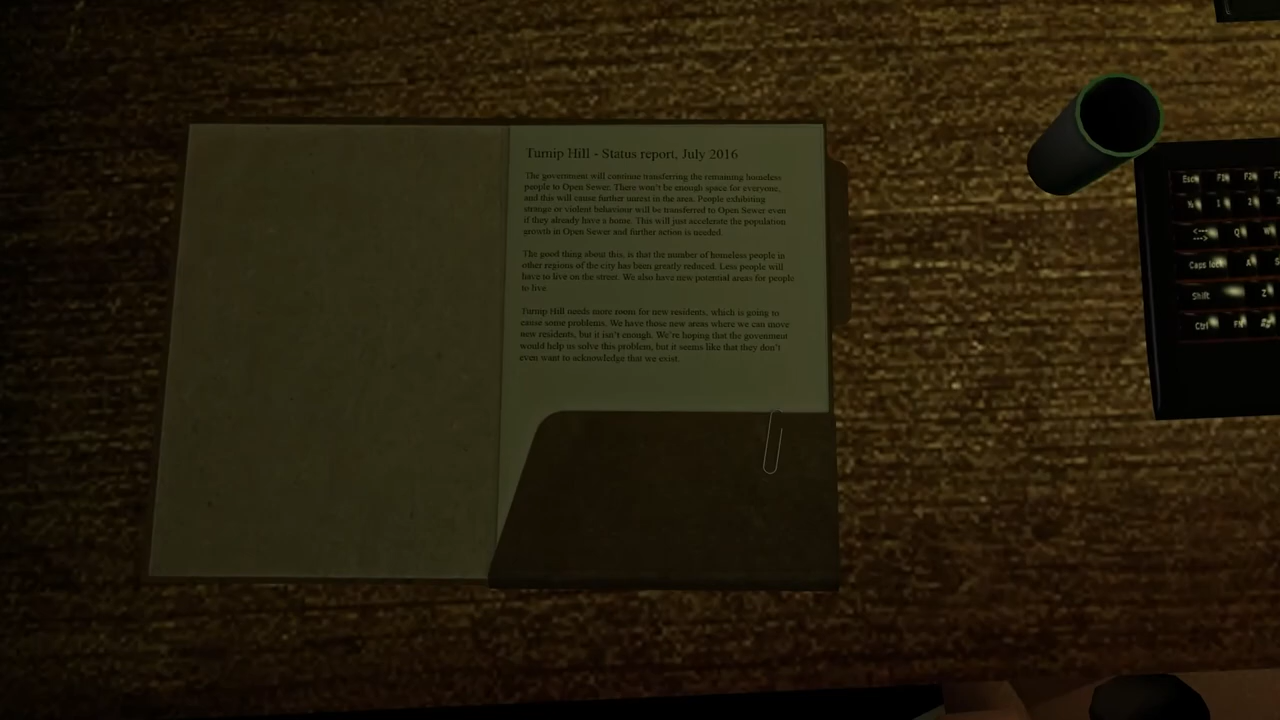 Turnip Hill - Status report, July 2016
The government will continue transferring the remaining homeless
people to Open Sewer. There won't be enough space for everyone,
and this will cause further unrest in the area. People exhibiting
strange or violent behaviour will be transferred to Open Sewer even
if they already have a home. This will just accelerate the population
growth in Open Sewer and further action is needed.
The good thing about this, is that the number of homeless people in
other regions of the city has been greatly reduced. Less people will
have to live on the street. We also have new potential areas for people
to live.
Turnip Hill needs more room for new residents, which is going to
cause some problems. We have those new areas where we can move
new residents, but it isn't enough. We're hoping that the government
would help us solve this problem, but it seems like that they don't
even want to acknowledge that we exist.
Esc
Q
Caps lock A
Shift Z
Ctrl